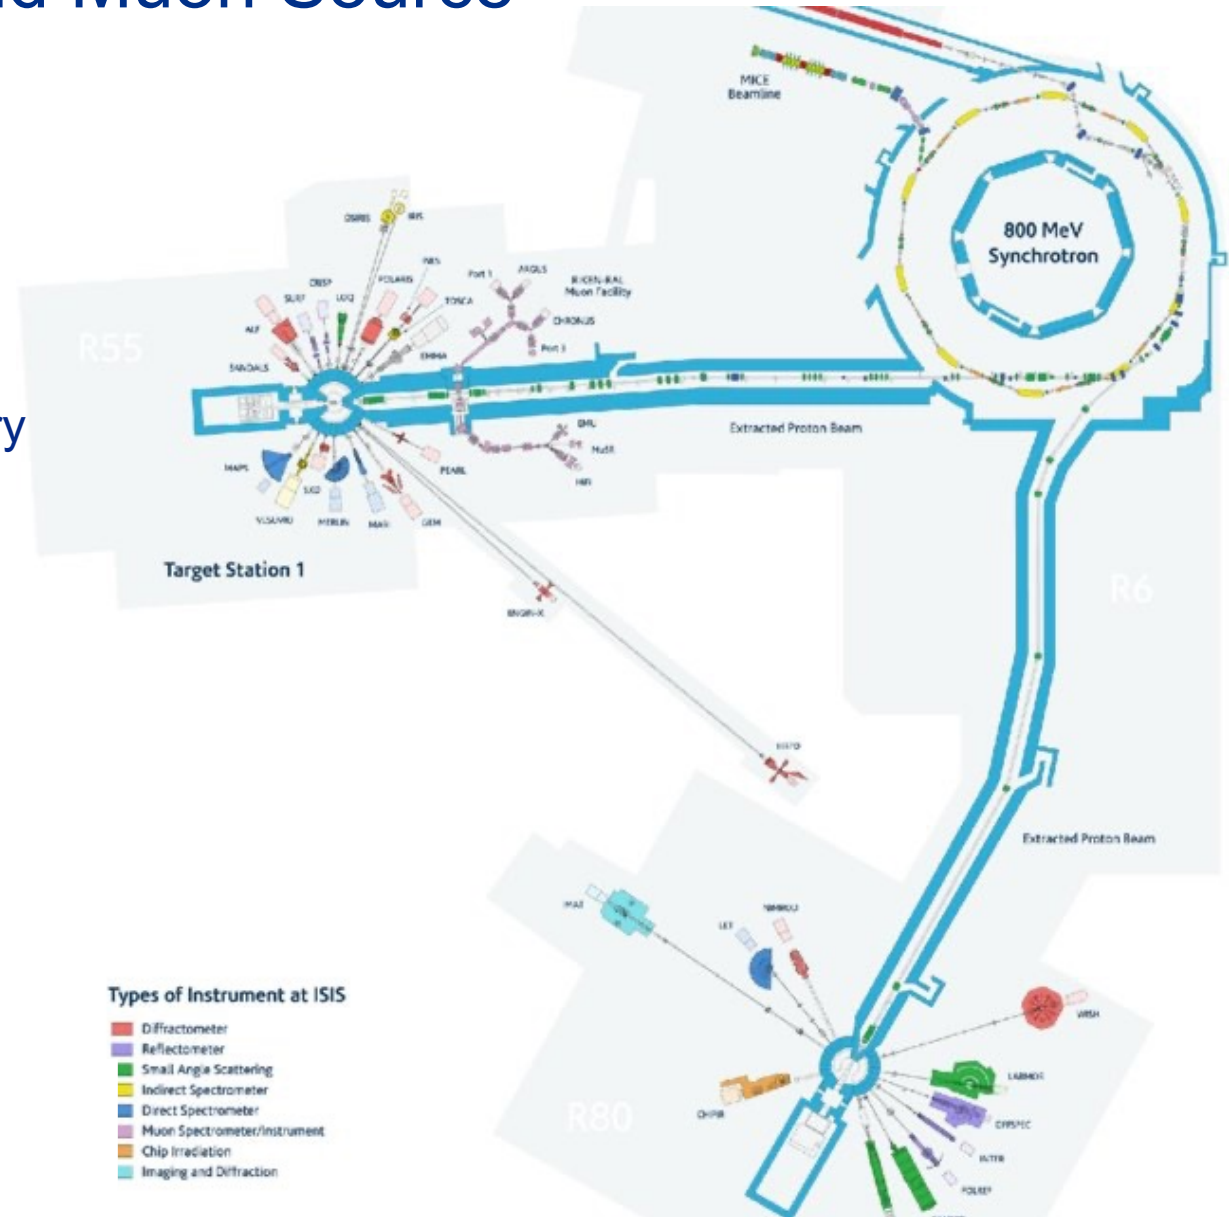 MICE
Beamline
800 MeV
Synchrotron
OSIRIS
IRIS
INES
POLARIS
TOSCA
CRISP
LOQ
SURF
ALF
SANDALS
EMMA
Port 1
ARGUS
RIKEN-RAL
Muon Facility
CHRONUS
Port 3
R55
ry
Extracted Proton Beam
EMU
MuSR
HiFi
PEARL
MAPS
SXD
VESUVIO
MERLIN
MARI
GEM
Target Station 1
ENGIN-X
R6
HRPD
Extracted Proton Beam
IMAT
LET
NIMROD
WISH
LARMOR
OFFSPEC
INTER
POLREF
CHIPIR
R80
Types of Instrument at ISIS
Diffractometer
Reflectometer
Small Angle Scattering
Indirect Spectrometer
Direct Spectrometer
Muon Spectrometer/Instrument
Chip Irradiation
Imaging and Diffraction